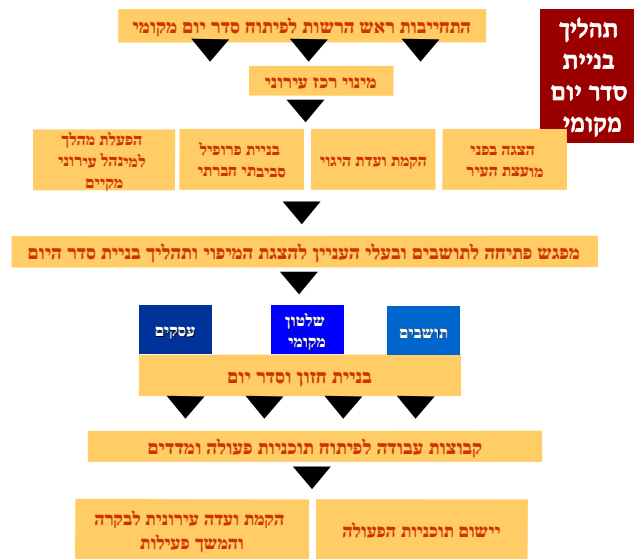 תהליך
בניית
סדר יום
מקומי
התחייבות ראש הרשות לפיתוח סדר יום מקומי
מינוי רכז עירוני
הצגה בפני
מועצת העיר
הקמת ועדת היגוי
בניית פרופיל
סביבתי חברתי
הפעלת מהלך
למינהל עירוני
מקיים
מפגש פתיחה לתושבים ובעלי העניין להצגת המיפוי ותהליך בניית סדר היום
תושבים
שלטון
מקומי
עסקים
בניית חזון וסדר יום
קבוצות עבודה לפיתוח תוכניות פעולה ומדדים
יישום תוכניות הפעולה
הקמת ועדה עירונית לבקרה
והמשך פעילות